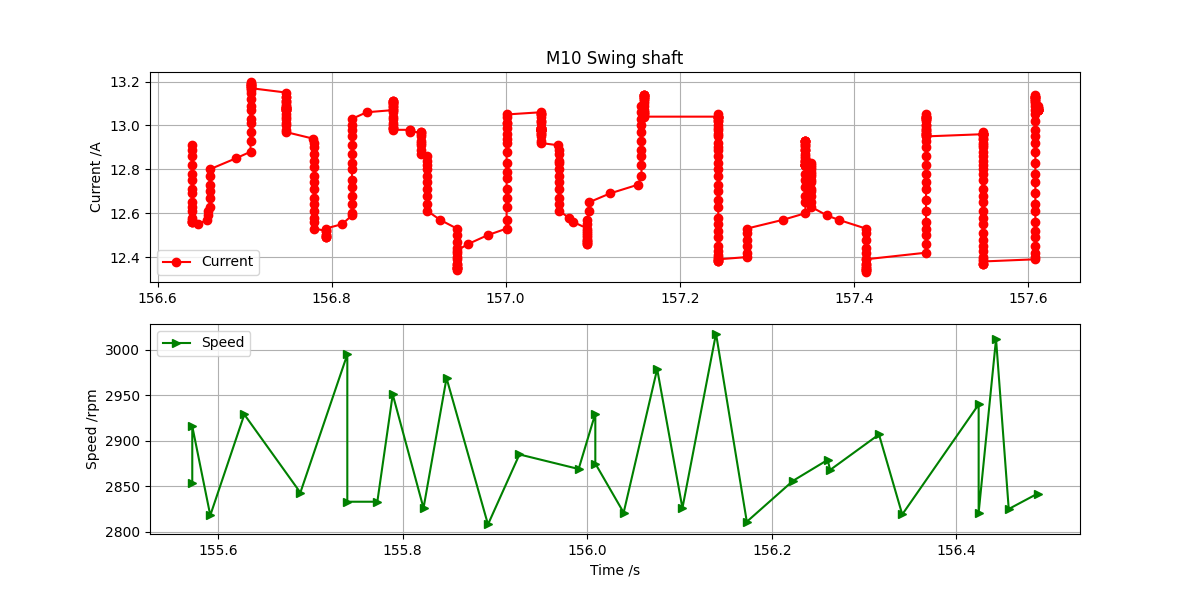 M10 Swing shaft
13.2
13.0
12.8
12.6
12.4
Current /A
Current
156.6 156.8 157.0 157.2 157.4 157.6
Speed
3000
2950
2900
2850
2800
Speed /rpm
155.6 155.8 156.0 156.2 156.4
Time /s